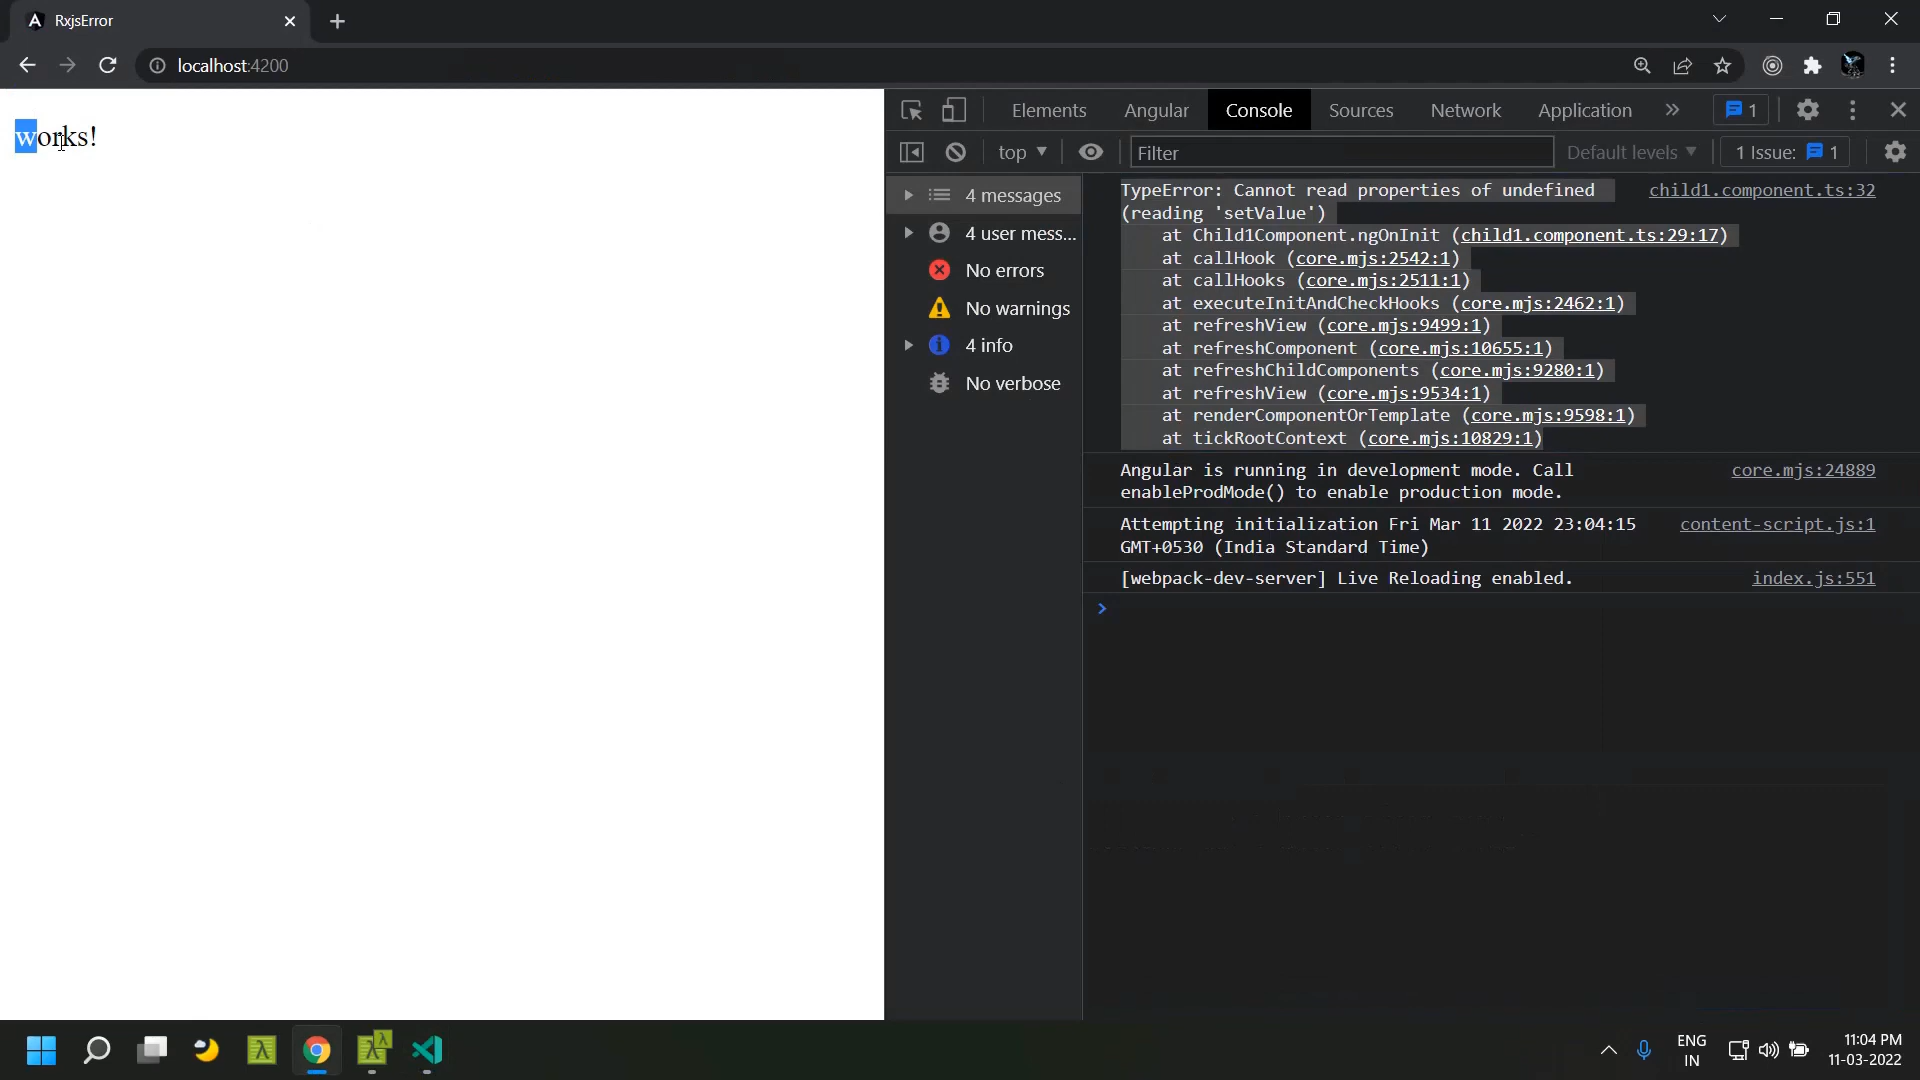 RxjsError
localhost:4200
works!
Elements Angular Console Sources Network Application 1
top Filter Default levels 1 Issue: 1
4 messages
4 user mess...
No errors
No warnings
4 info
No verbose
TypeError: Cannot read properties of undefined child1.component.ts:32
(reading 'setValue')
at Child1Component.ngOnInit (child1.component.ts:29:17)
at callHook (core.mjs:2542:1)
at callHooks (core.mjs:2511:1)
at executeInitAndCheckHooks (core.mjs:2462:1)
at refreshView (core.mjs:9499:1)
at refreshComponent (core.mjs:10655:1)
at refreshChildComponents (core.mjs:9280:1)
at refreshView (core.mjs:9534:1)
at renderComponentOrTemplate (core.mjs:9598:1)
at tickRootContext (core.mjs:10829:1)
Angular is running in development mode. Call core.mjs:24889
enableProdMode() to enable production mode.
Attempting initialization Fri Mar 11 2022 23:04:15 content-script.js:1
GMT+0530 (India Standard Time)
[webpack-dev-server] Live Reloading enabled. index.js:551
ENG
IN
11:04 PM
11-03-2022